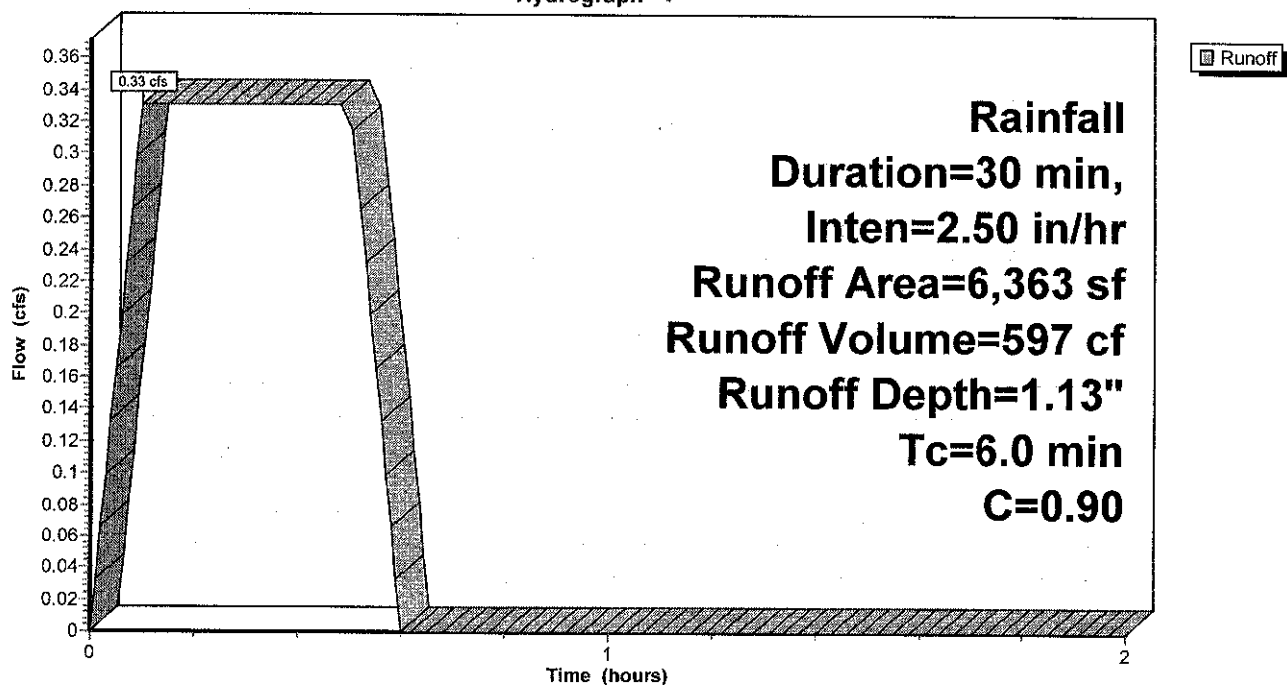 Hydrograph
Runoff
0.33 cfs
Rainfall
Duration=30 min,
Inten=2.50 in/hr
Runoff Area=6,363 sf
Runoff Volume=597 cf
Runoff Depth=1.13"
Tc=6.0 min
C=0.90
Flow (cfs)
0.36
0.34
0.32
0.3
0.28
0.26
0.24
0.22
0.2
0.18
0.16
0.14
0.12
0.1
0.08
0.06
0.04
0.02
0
0
1
2
Time (hours)